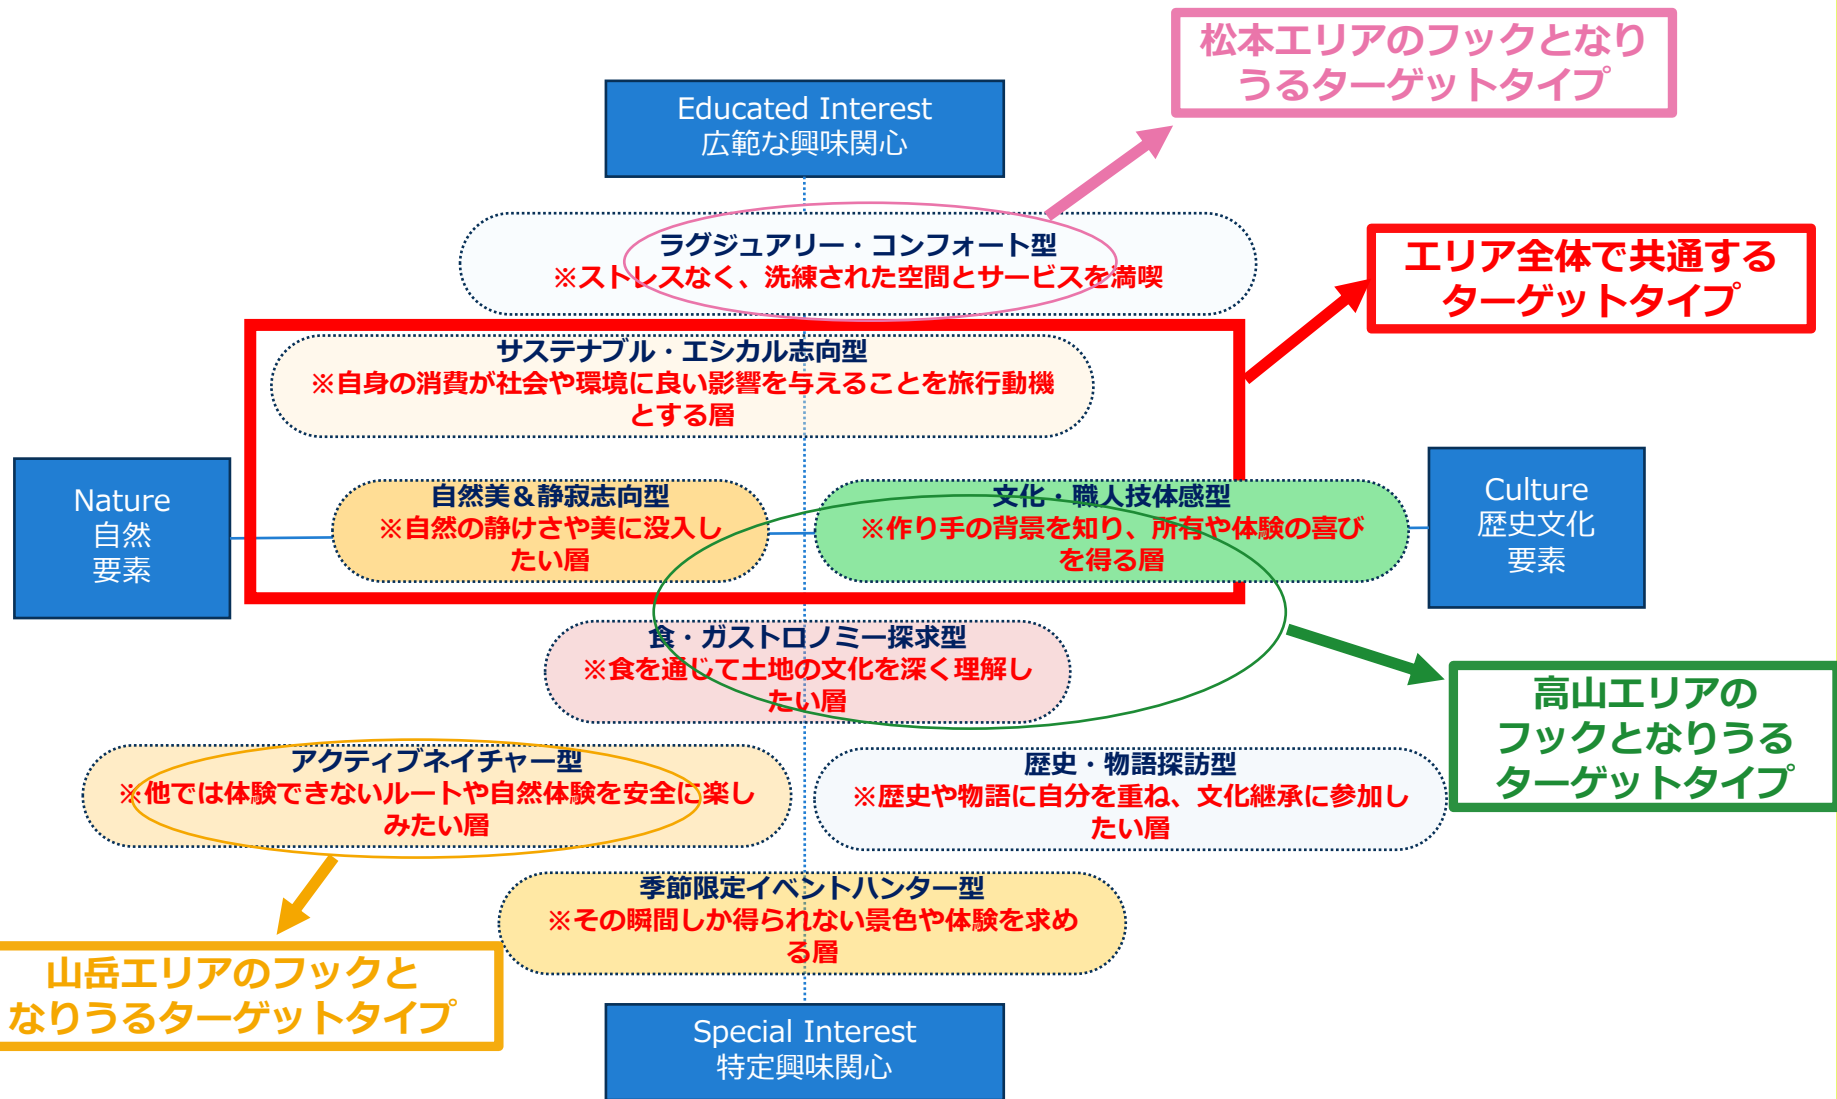 松本エリアのフックとなり
うるターゲットタイプ
Educated Interest
広範な興味関心
ラグジュアリー・コンフォート型
※ストレスなく、洗練された空間とサービスを満喫
エリア全体で共通する
ターゲットタイプ
サステナブル・エシカル志向型
※自身の消費が社会や環境に良い影響を与えることを旅行動機
とする層
Nature
自然
要素
自然美＆静寂志向型
※自然の静けさや美に没入し
たい層
文化・職人技体感型
※作り手の背景を知り、所有や体験の喜び
を得る層
Culture
歴史文化
要素
食・ガストロノミー探求型
※食を通じて土地の文化を深く理解し
たい層
高山エリアの
フックとなりうる
ターゲットタイプ
アクティブネイチャー型
※他では体験できないルートや自然体験を安全に楽し
みたい層
歴史・物語探訪型
※歴史や物語に自分を重ね、文化継承に参加し
たい層
季節限定イベントハンター型
※その瞬間しか得られない景色や体験を求め
る層
山岳エリアのフックと
なりうるターゲットタイプ
Special Interest
特定興味関心